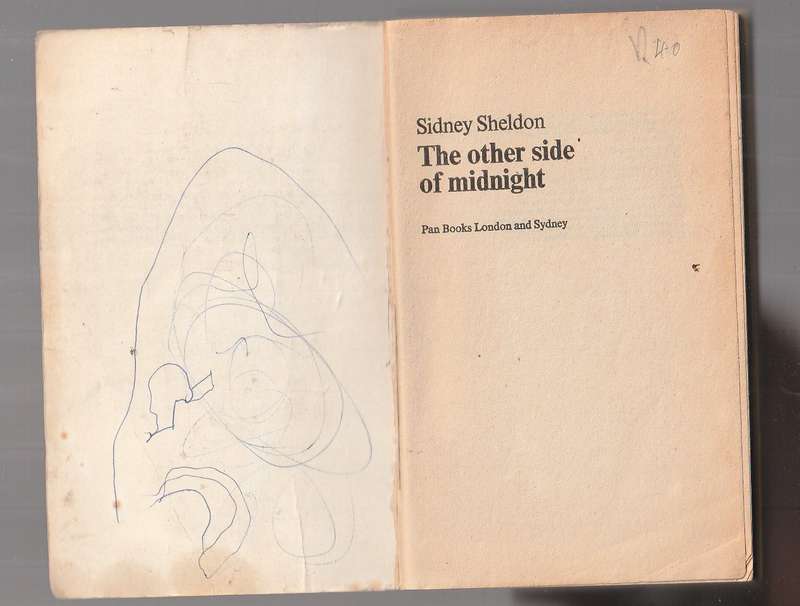 Sidney Sheldon
The other side
of midnight
Pan Books London and Sydney